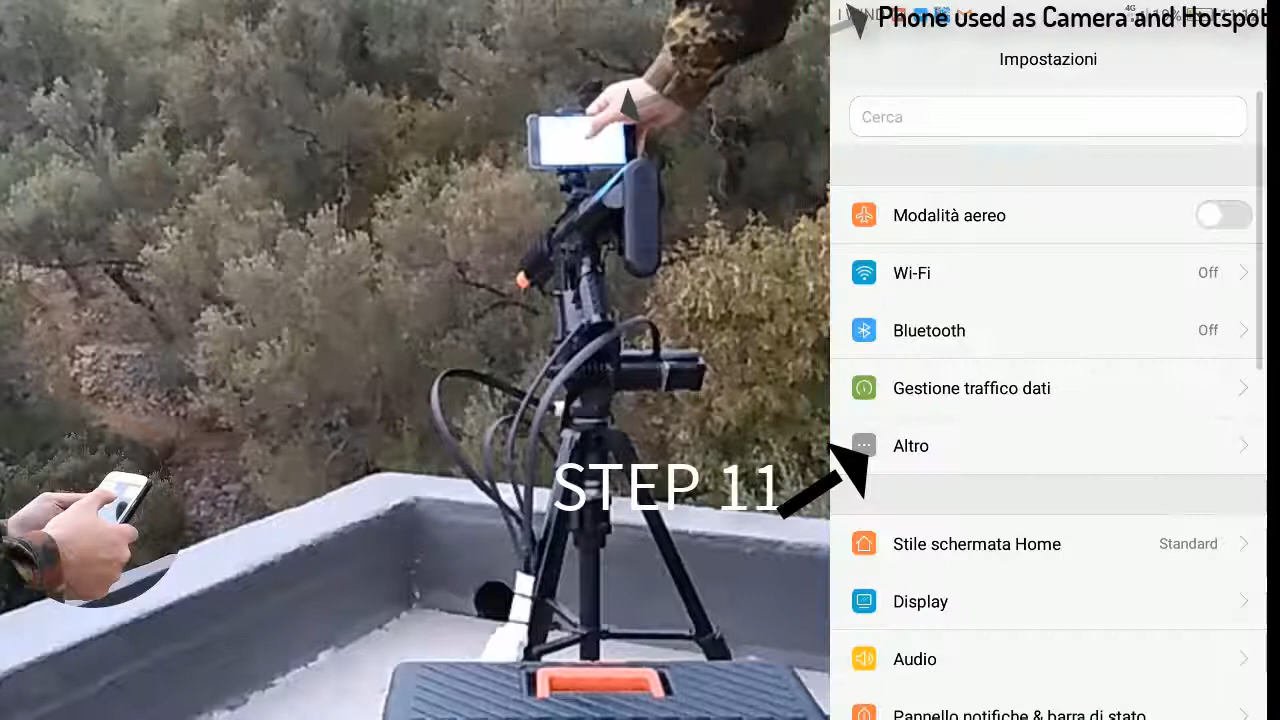 Phone used as Camera and Hotspot
Impostazioni
Cerca
Modalità aereo
Wi-Fi Off
Bluetooth Off
Gestione traffico dati
Altro
STEP 11
Stile schermata Home Standard
Display
Audio
Pannello notifiche & barra di stato